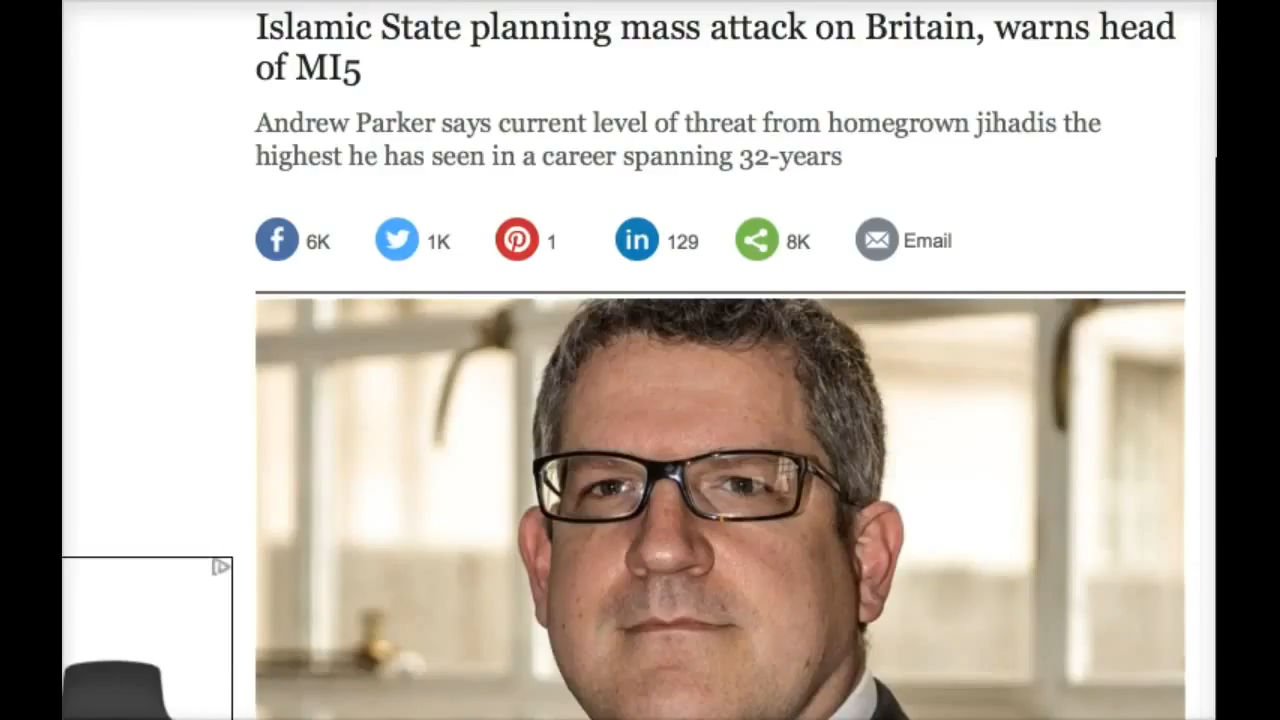 Islamic State planning mass attack on Britain, warns head
of MI5
Andrew Parker says current level of threat from homegrown jihadis the
highest he has seen in a career spanning 32-years
6K 1K 1 in 129 8K Email